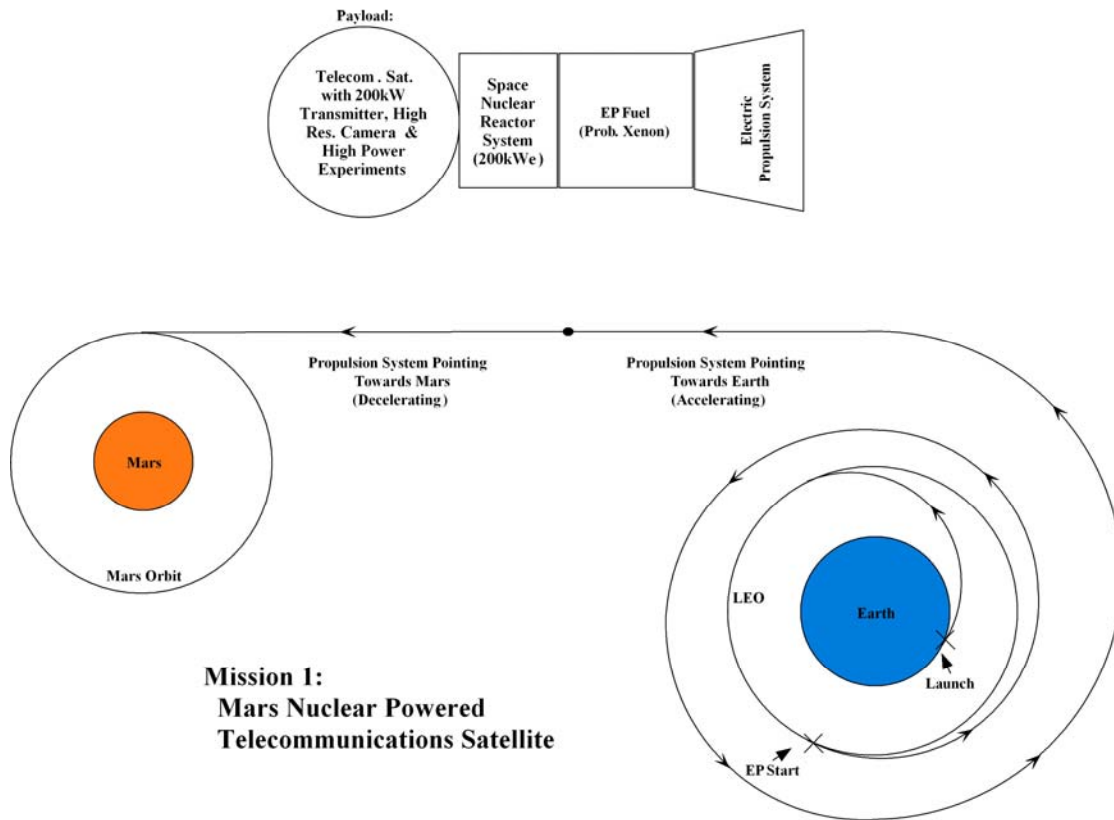 Payload:
Telecom . Sat.
with 200kW
Transmitter, High
Res. Camera &
High Power
Experiments
Space
Nuclear
Reactor
System
(200kWe)
EP Fuel
(Prob. Xenon)
Electric
Propulsion System
Propulsion System Pointing
Towards Mars
(Decelerating)
Propulsion System Pointing
Towards Earth
(Accelerating)
Mars
Mars Orbit
LEO
Earth
Launch
EP Start
Mission 1:
Mars Nuclear Powered
Telecommunications Satellite